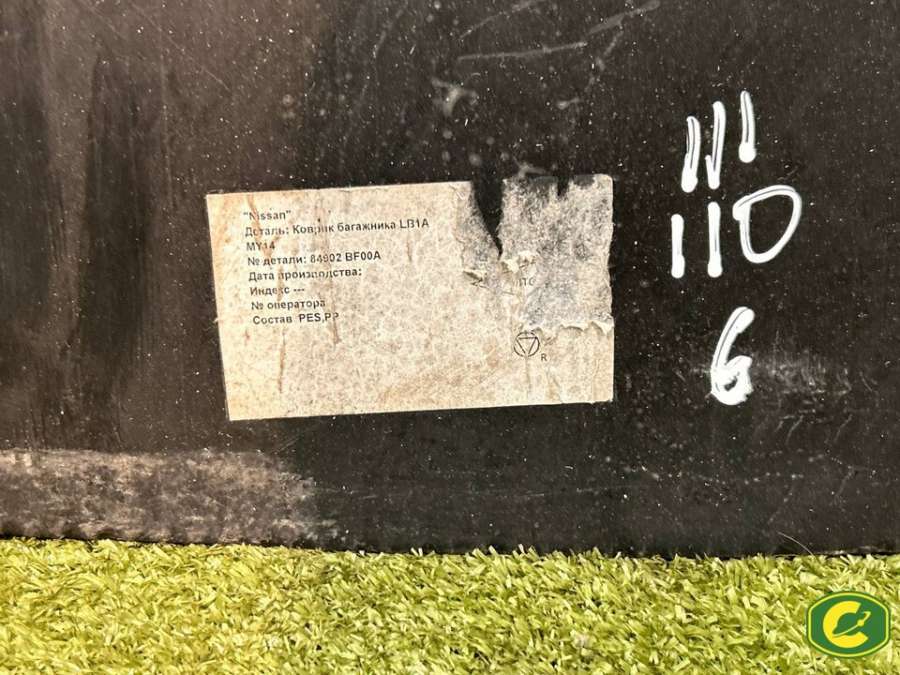 "Nissan"
Деталь: Коврик багажника LB1A
MY14
№ детали: 84902 BF00A
Дата производства:
Индекс ---
№ оператора
Состав PES,PP
R
110
6